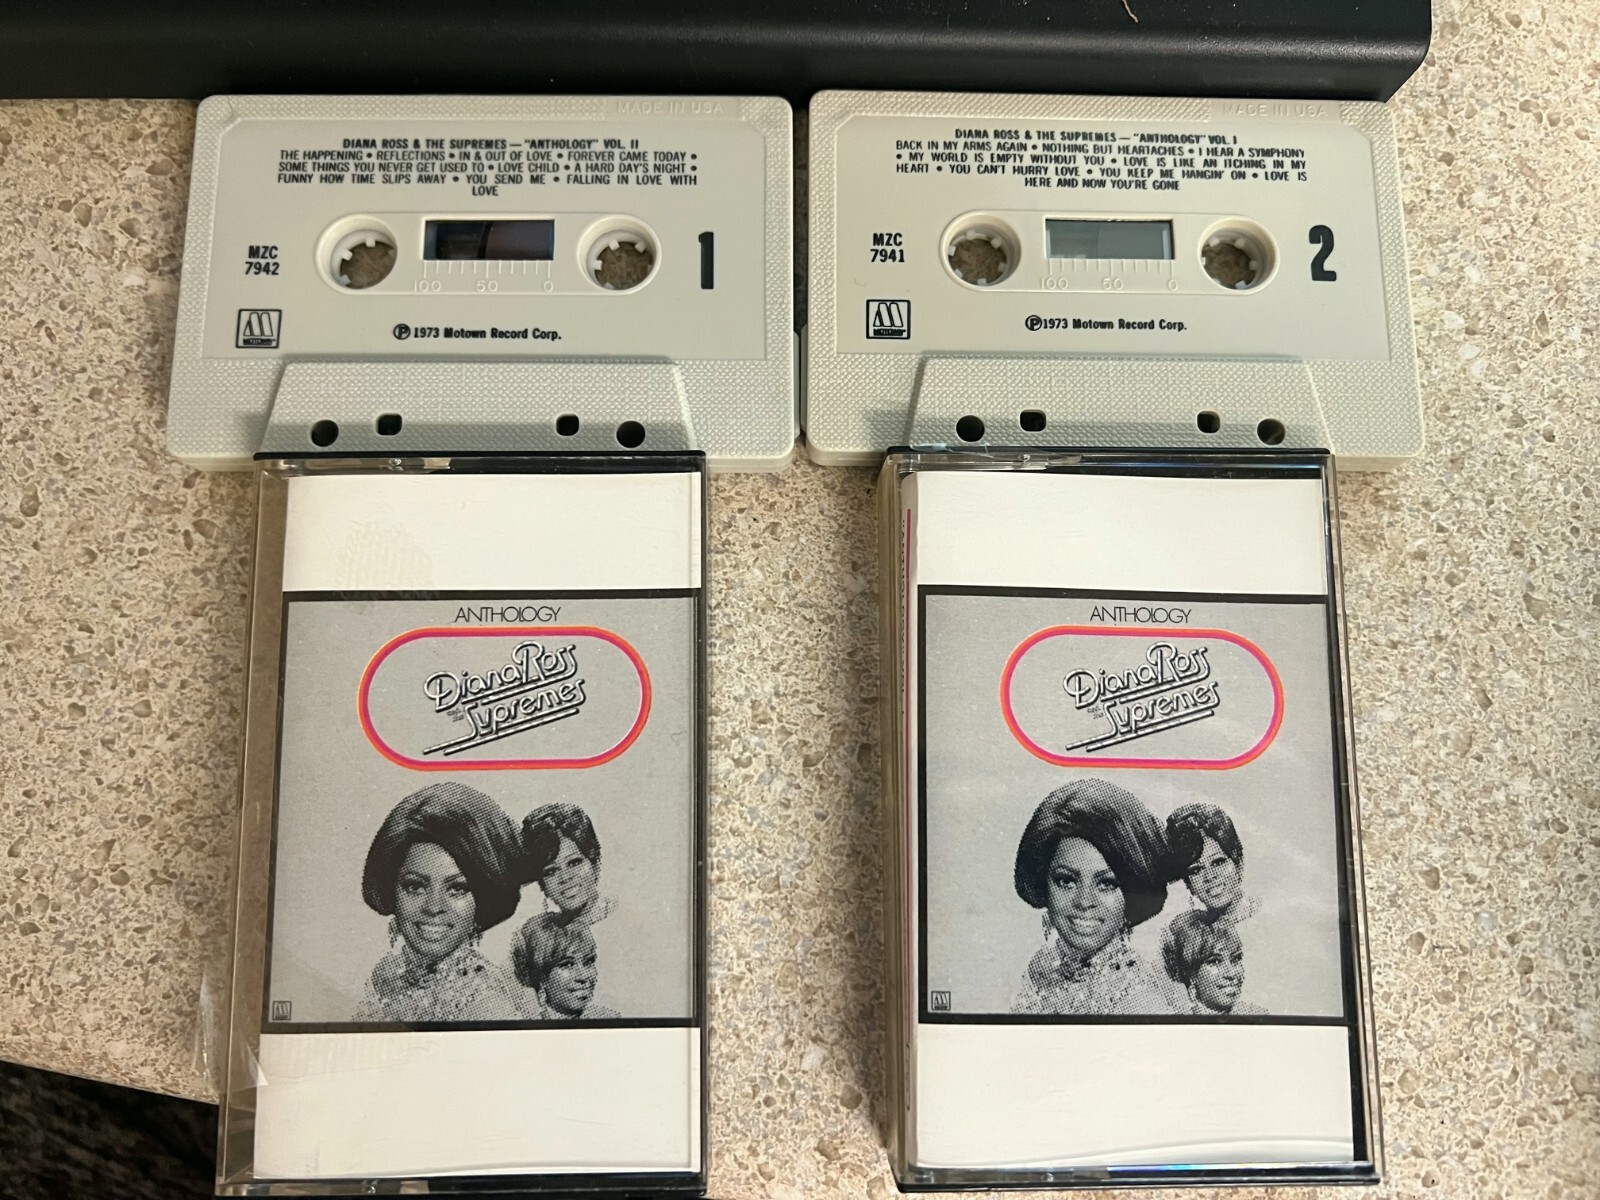 MADE IN USA
DIANA ROSS & THE SUPREMES — "ANTHOLOGY" VOL. II
THE HAPPENING • REFLECTIONS • IN & OUT OF LOVE • FOREVER CAME TODAY •
SOME THINGS YOU NEVER GET USED TO • LOVE CHILD • A HARD DAY'S NIGHT •
FUNNY HOW TIME SLIPS AWAY • YOU SEND ME • FALLING IN LOVE WITH
LOVE
MZC
7942
1
100 50 0
M
Ⓟ 1973 Motown Record Corp.
MADE IN USA
DIANA ROSS & THE SUPREMES — "ANTHOLOGY" VOL. I
BACK IN MY ARMS AGAIN • NOTHING BUT HEARTACHES • I HEAR A SYMPHONY
• MY WORLD IS EMPTY WITHOUT YOU • LOVE IS LIKE AN ITCHING IN MY
HEART • YOU CAN'T HURRY LOVE • YOU KEEP ME HANGIN' ON • LOVE IS
HERE AND NOW YOU'RE GONE
MZC
7941
2
100 50 0
M
Ⓟ1973 Motown Record Corp.
ANTHOLOGY
Diana Ross
and the
Supremes
M
ANTHOLOGY
Diana Ross
and the
Supremes
M